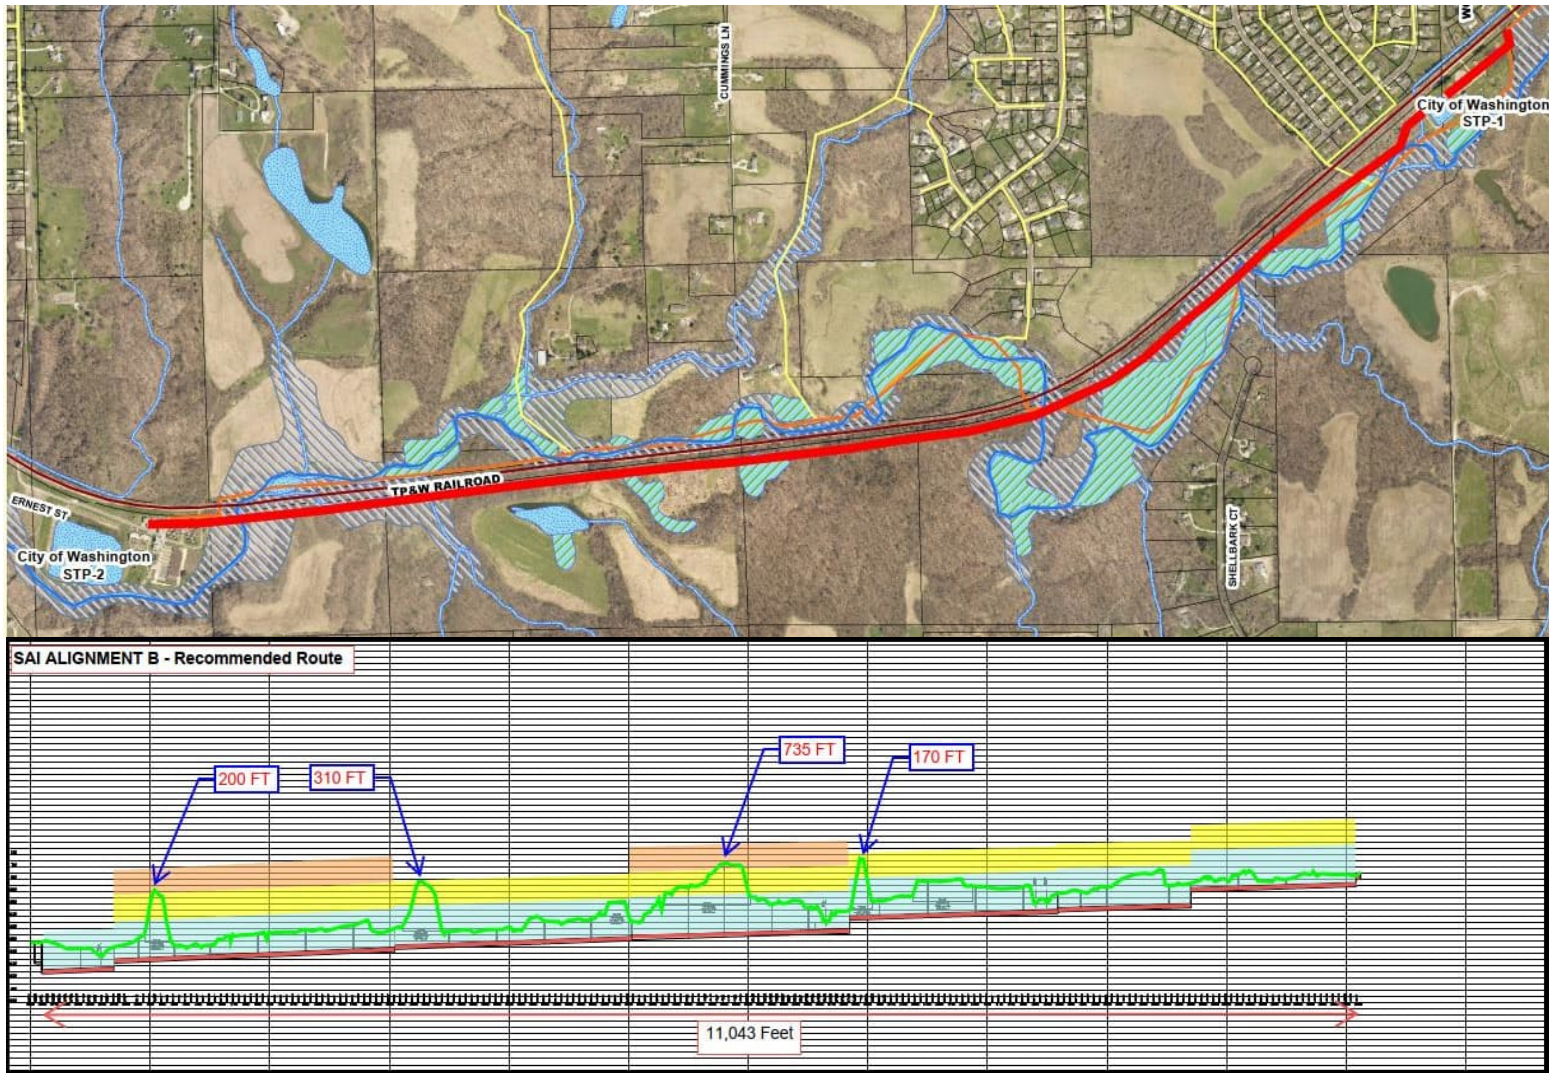 CUMMINGS LN
City of Washington
STP-1
TP&W RAILROAD
ERNEST ST
City of Washington
STP-2
SHELLBARK CT
SAI ALIGNMENT B - Recommended Route
200 FT
310 FT
735 FT
170 FT
11,043 Feet